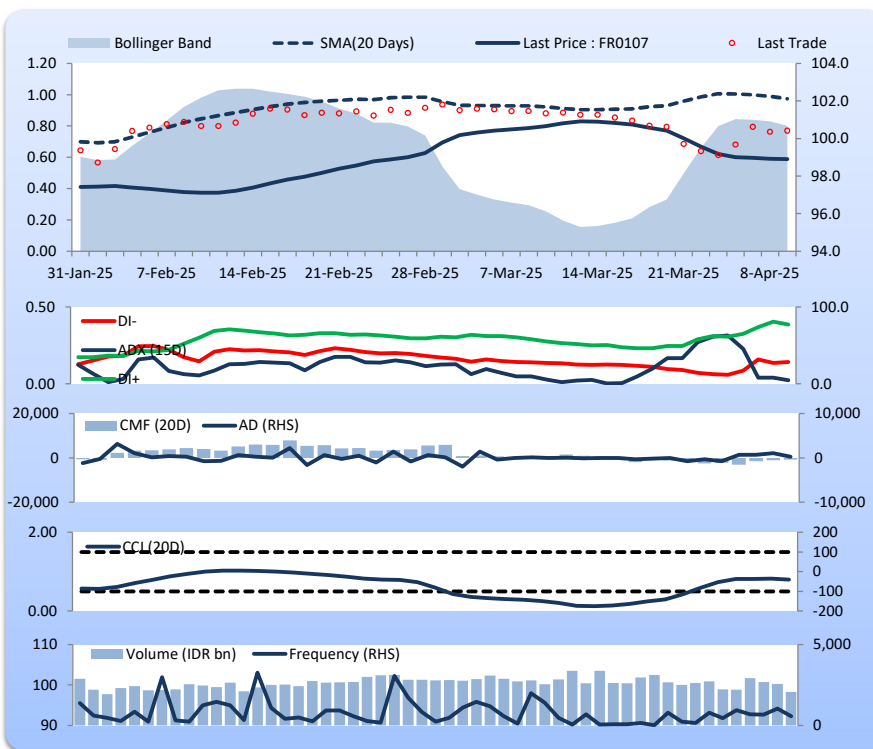 Bollinger Band SMA(20 Days) Last Price : FR0107 Last Trade
1.20 104.0
1.00 102.0
0.80 100.0
0.60
0.40 98.0
0.20 96.0
0.00 94.0
31-Jan-25 7-Feb-25 14-Feb-25 21-Feb-25 28-Feb-25 7-Mar-25 14-Mar-25 21-Mar-25 8-Apr-25
0.50 100.0
DI-
ADX (15D)
DI+
0.00 0.0
20,000 10,000
CMF (20D) AD (RHS)
0 0
-20,000 -10,000
2.00 200
CCI (20D) 100
0
-100
0.00 -200
110 5,000
Volume (IDR bn) Frequency (RHS)
100
90 0